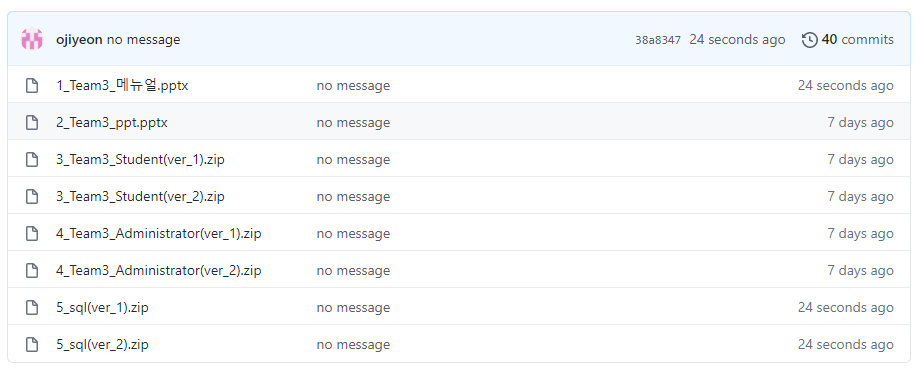 ojiyeon no message 38a8347 24 seconds ago 40 commits
1_Team3_메뉴얼.pptx no message 24 seconds ago
2_Team3_ppt.pptx no message 7 days ago
3_Team3_Student(ver_1).zip no message 7 days ago
3_Team3_Student(ver_2).zip no message 7 days ago
4_Team3_Administrator(ver_1).zip no message 7 days ago
4_Team3_Administrator(ver_2).zip no message 7 days ago
5_sql(ver_1).zip no message 24 seconds ago
5_sql(ver_2).zip no message 24 seconds ago